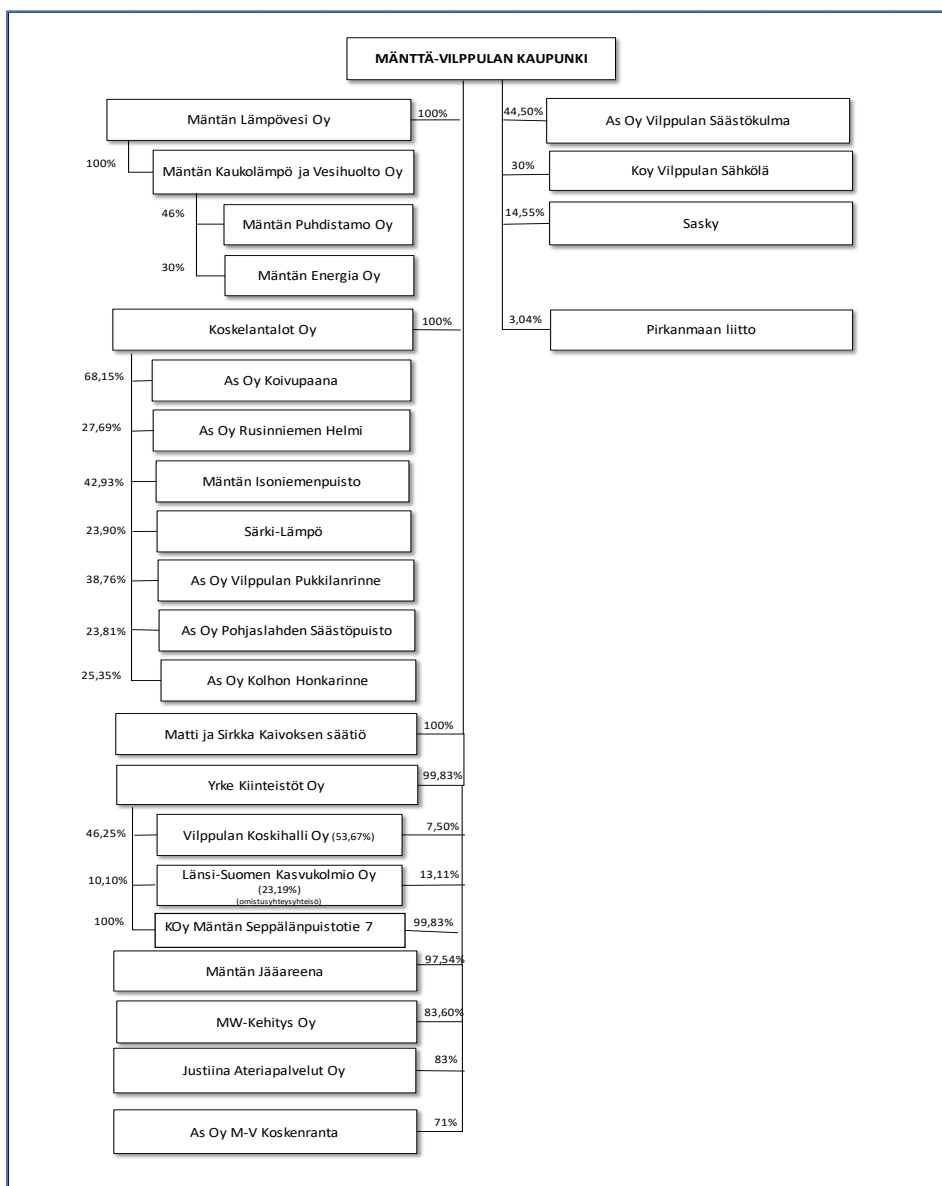 MÄNTTÄ-VILPPULAN KAUPUNKI
Mäntän Lämpövesi Oy
100%
100%
Mäntän Kaukolämpö ja Vesihuolto Oy
46%
Mäntän Puhdistamo Oy
30%
Mäntän Energia Oy
Koskelantalot Oy
100%
68,15%
As Oy Koivupaana
27,69%
As Oy Rusinniemen Helmi
42,93%
Mäntän Isoniemenpuisto
23,90%
Särki-Lämpö
38,76%
As Oy Vilppulan Pukkilanrinne
23,81%
As Oy Pohjaslahden Säästöpuisto
25,35%
As Oy Kolhon Honkarinne
Matti ja Sirkka Kaivoksen säätiö
100%
Yrke Kiinteistöt Oy
99,83%
46,25%
Vilppulan Koskihalli Oy (53,67%)
7,50%
10,10%
Länsi-Suomen Kasvukolmio Oy
(23,19%)
(omistusyhteysyhteisö)
13,11%
100%
KOy Mäntän Seppälänpuistotie 7
99,83%
Mäntän Jääareena
97,54%
MW-Kehitys Oy
83,60%
Justiina Ateriapalvelut Oy
83%
As Oy M-V Koskenranta
71%
44,50%
As Oy Vilppulan Säästökulma
30%
Koy Vilppulan Sähkölä
14,55%
Sasky
3,04%
Pirkanmaan liitto